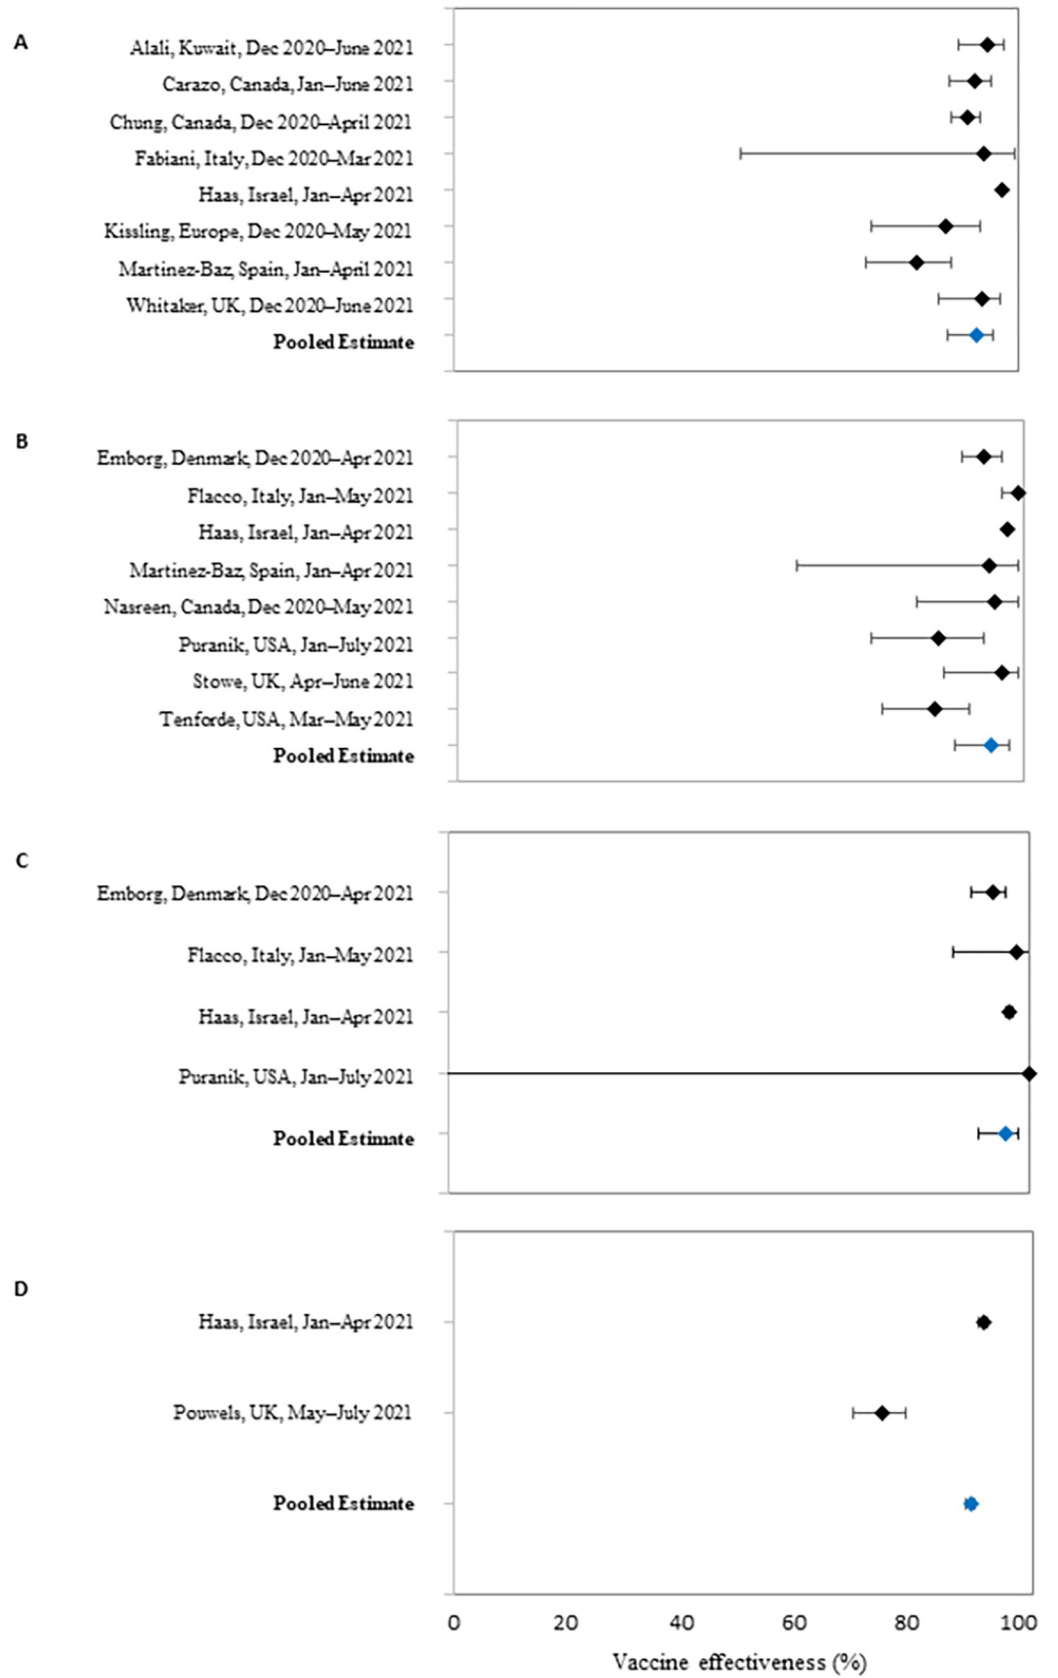 A
Alali, Kuwait, Dec 2020–June 2021
Carazo, Canada, Jan–June 2021
Chung, Canada, Dec 2020–April 2021
Fabiani, Italy, Dec 2020–Mar 2021
Haas, Israel, Jan–Apr 2021
Kissling, Europe, Dec 2020–May 2021
Martinez-Baz, Spain, Jan–April 2021
Whitaker, UK, Dec 2020–June 2021
Pooled Estimate
B
Emborg, Denmark, Dec 2020–Apr 2021
Flacco, Italy, Jan–May 2021
Haas, Israel, Jan–Apr 2021
Martinez-Baz, Spain, Jan–Apr 2021
Nasreen, Canada, Dec 2020–May 2021
Puranik, USA, Jan–July 2021
Stowe, UK, Apr–June 2021
Tenforde, USA, Mar–May 2021
Pooled Estimate
C
Emborg, Denmark, Dec 2020–Apr 2021
Flacco, Italy, Jan–May 2021
Haas, Israel, Jan–Apr 2021
Puranik, USA, Jan–July 2021
Pooled Estimate
D
Haas, Israel, Jan–Apr 2021
Pouwels, UK, May–July 2021
Pooled Estimate
0 20 40 60 80 100
Vaccine effectiveness (%)